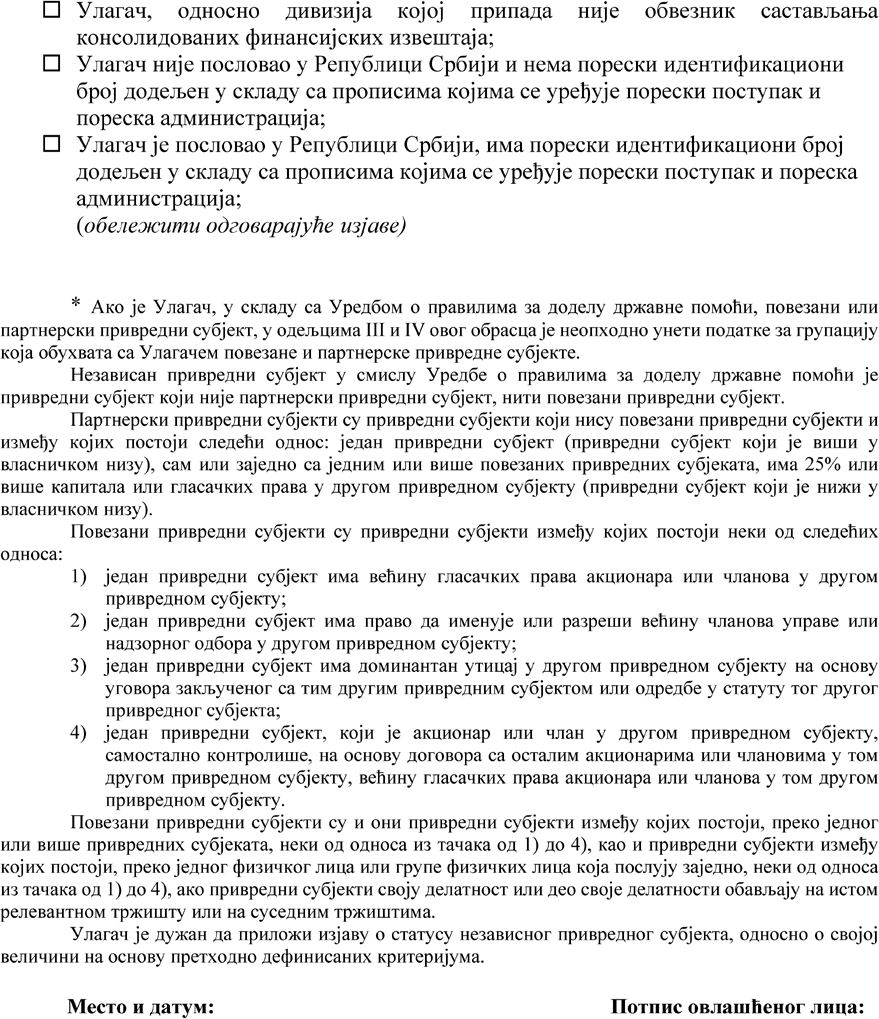 ☐ Улагач, односно дивизија којој припада није обвезник састављања
консолидованих финансијских извештаја;
☐ Улагач није пословао у Републици Србији и нема порески идентификациони
број додељен у складу са прописима којима се уређује порески поступак и
пореска администрација;
☐ Улагач је пословао у Републици Србији, има порески идентификациони број
додељен у складу са прописима којима се уређује порески поступак и пореска
администрација;
(обележити одговарајуће изјаве)
* Ако је Улагач, у складу са Уредбом о правилима за доделу државне помоћи, повезани или
партнерски привредни субјект, у одељцима III и IV овог обрасца је неопходно унети податке за групацију
која обухвата са Улагачем повезане и партнерске привредне субјекте.
Независан привредни субјект у смислу Уредбе о правилима за доделу државне помоћи је
привредни субјект који није партнерски привредни субјект, нити повезани привредни субјект.
Партнерски привредни субјекти су привредни субјекти који нису повезани привредни субјекти и
између којих постоји следећи однос: један привредни субјект (привредни субјект који је виши у
власничком низу), сам или заједно са једним или више повезаних привредних субјеката, има 25% или
више капитала или гласачких права у другом привредном субјекту (привредни субјект који је нижи у
власничком низу).
Повезани привредни субјекти су привредни субјекти између којих постоји неки од следећих
односа:
1) један привредни субјект има већину гласачких права акционара или чланова у другом
привредном субјекту;
2) један привредни субјект има право да именује или разреши већину чланова управе или
надзорног одбора у другом привредном субјекту;
3) један привредни субјект има доминантан утицај у другом привредном субјекту на основу
уговора закљученог са тим другим привредним субјектом или одредбе у статуту тог другог
привредног субјекта;
4) један привредни субјект, који је акционар или члан у другом привредном субјекту,
самостално контролише, на основу договора са осталим акционарима или члановима у том
другом привредном субјекту, већину гласачких права акционара или чланова у том другом
привредном субјекту.
Повезани привредни субјекти су и они привредни субјекти између којих постоји, преко једног
или више привредних субјеката, неки од односа из тачака од 1) до 4), као и привредни субјекти између
којих постоји, преко једног физичког лица или групе физичких лица која послују заједно, неки од односа
из тачака од 1) до 4), ако привредни субјекти своју делатност или део своје делатности обављају на истом
релевантном тржишту или на суседним тржиштима.
Улагач је дужан да приложи изјаву о статусу независног привредног субјекта, односно о својој
величини на основу претходно дефинисаних критеријума.
Место и датум: Потпис овлашћеног лица: